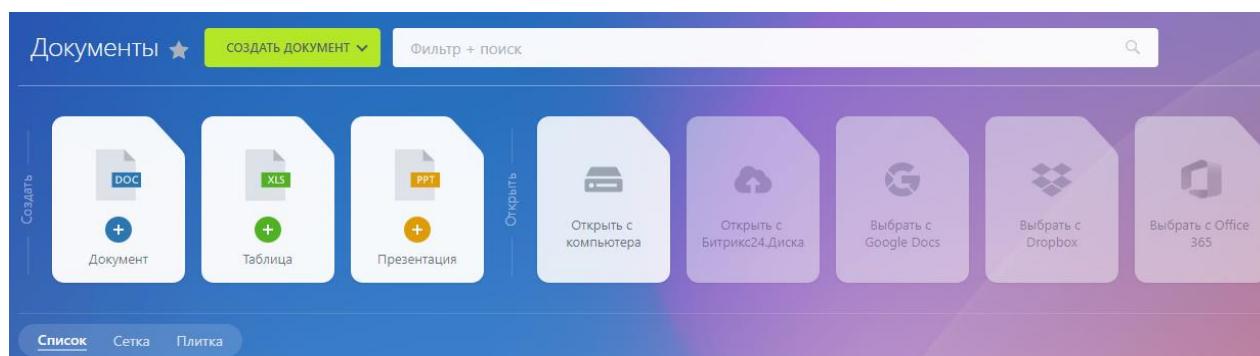 Документы
СОЗДАТЬ ДОКУМЕНТ
Фильтр + поиск
Создать
DOC
Документ
XLS
Таблица
PPT
Презентация
Открыть
Открыть с
компьютера
Открыть с
Битрикс24.Диска
Выбрать с
Google Docs
Выбрать с
Dropbox
Выбрать с Office
365
Список Сетка Плитка